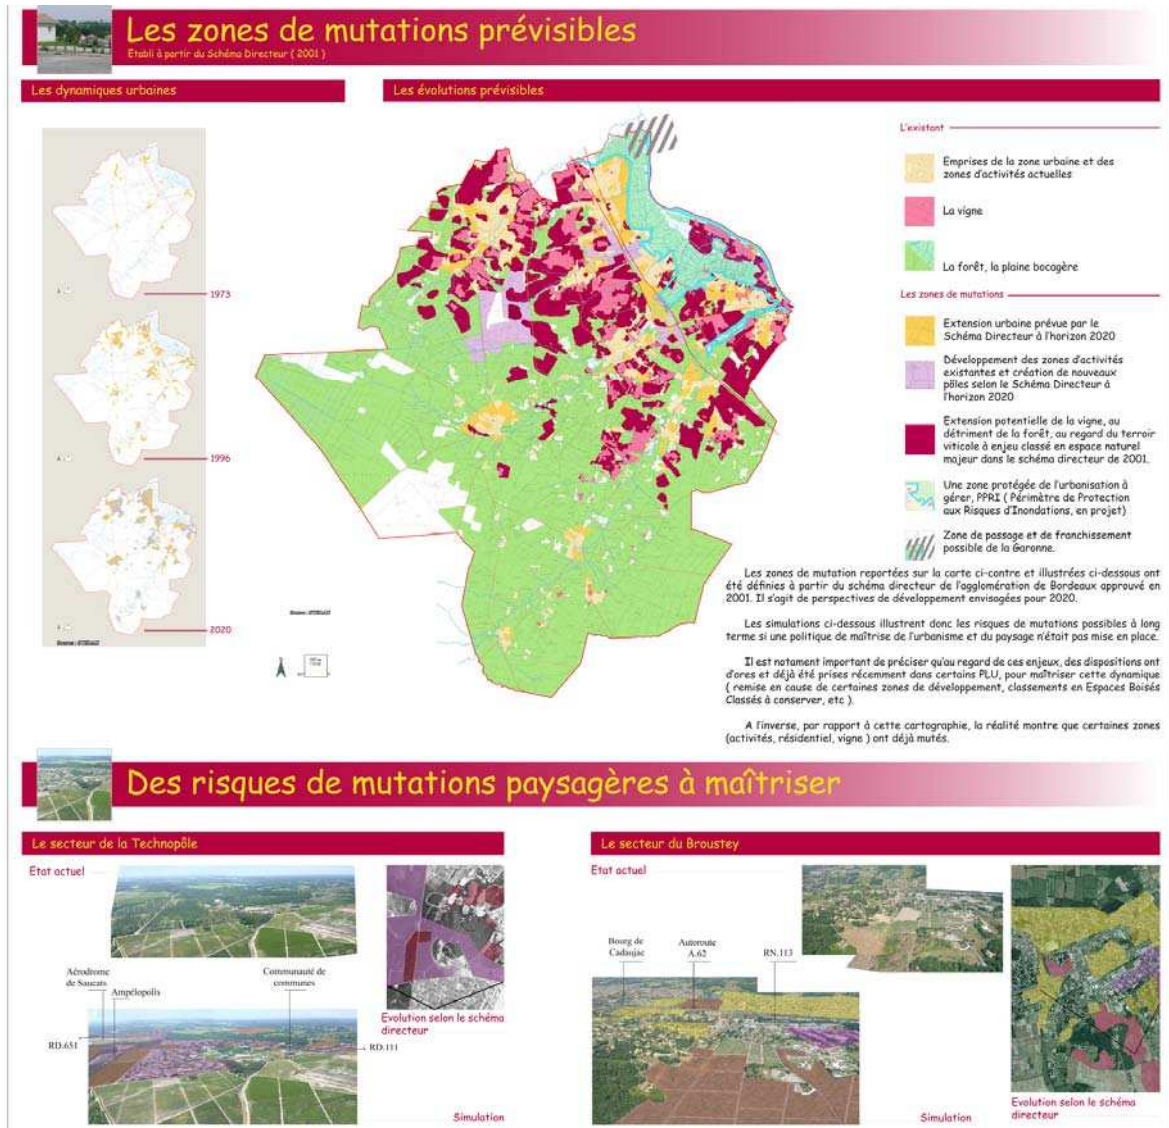 Les zones de mutations prévisibles
Etabli à partir du Schéma Directeur ( 2001 )
Les dynamiques urbaines
1973
1996
2020
Les évolutions prévisibles
L'existant
Emprises de la zone urbaine et des
zones d'activités actuelles
La vigne
La forêt, la plaine bocagère
Les zones de mutations
Extension urbaine prévue par le
Schéma Directeur à l'horizon 2020
Développement des zones d'activités
existantes et création de nouveaux
pôles selon le Schéma Directeur à
l'horizon 2020
Extension potentielle de la vigne, au
détriment de la forêt, au regard du terroir
viticole à enjeu classé en espace naturel
majeur dans le schéma directeur de 2001.
Une zone protégée de l'urbanisation à
gérer, PPRI ( Périmètre de Protection
aux Risques d'Inondations, en projet)
Zone de passage et de franchissement
possible de la Garonne.
Les zones de mutation reportées sur la carte ci-contre et illustrées ci-dessous ont
été définies à partir du schéma directeur de l'agglomération de Bordeaux approuvé en
2001. Il s'agit de perspectives de développement envisagées pour 2020.
Les simulations ci-dessous illustrent donc les risques de mutations possibles à long
terme si une politique de maîtrise de l'urbanisme et du paysage n'était pas mise en place.
Il est notament important de préciser qu'au regard de ces enjeux, des dispositions ont
d'ores et déjà été prises récemment dans certains PLU, pour maîtriser cette dynamique
( remise en cause de certaines zones de développement, classements en Espaces Boisés
Classés à conserver, etc ).
A l'inverse, par rapport à cette cartographie, la réalité montre que certaines zones
(activités, résidentiel, vigne ) ont déjà mutés.
Des risques de mutations paysagères à maîtriser
Le secteur de la Technopôle
Etat actuel
Aérodrome
de Saucats
Ampélopolis
Communauté de
communes
RD.651
RD.111
Evolution selon le schéma
directeur
Simulation
Le secteur du Broustey
Etat actuel
Bourg de
Cadaujac
Autoroute
A.62
RN.113
Simulation
Evolution selon le schéma
directeur